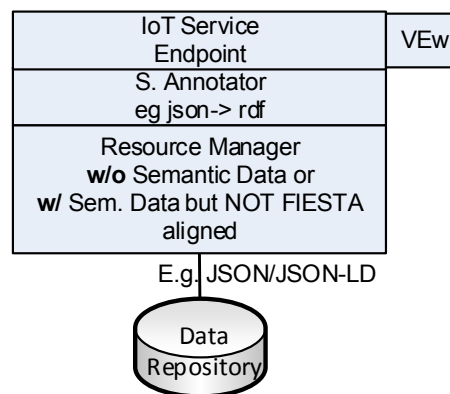 IoT Service
Endpoint
VEw
S. Annotator
eg json-> rdf
Resource Manager
w/o Semantic Data or
w/ Sem. Data but NOT FIESTA
aligned
E.g. JSON/JSON-LD
Data
Repository